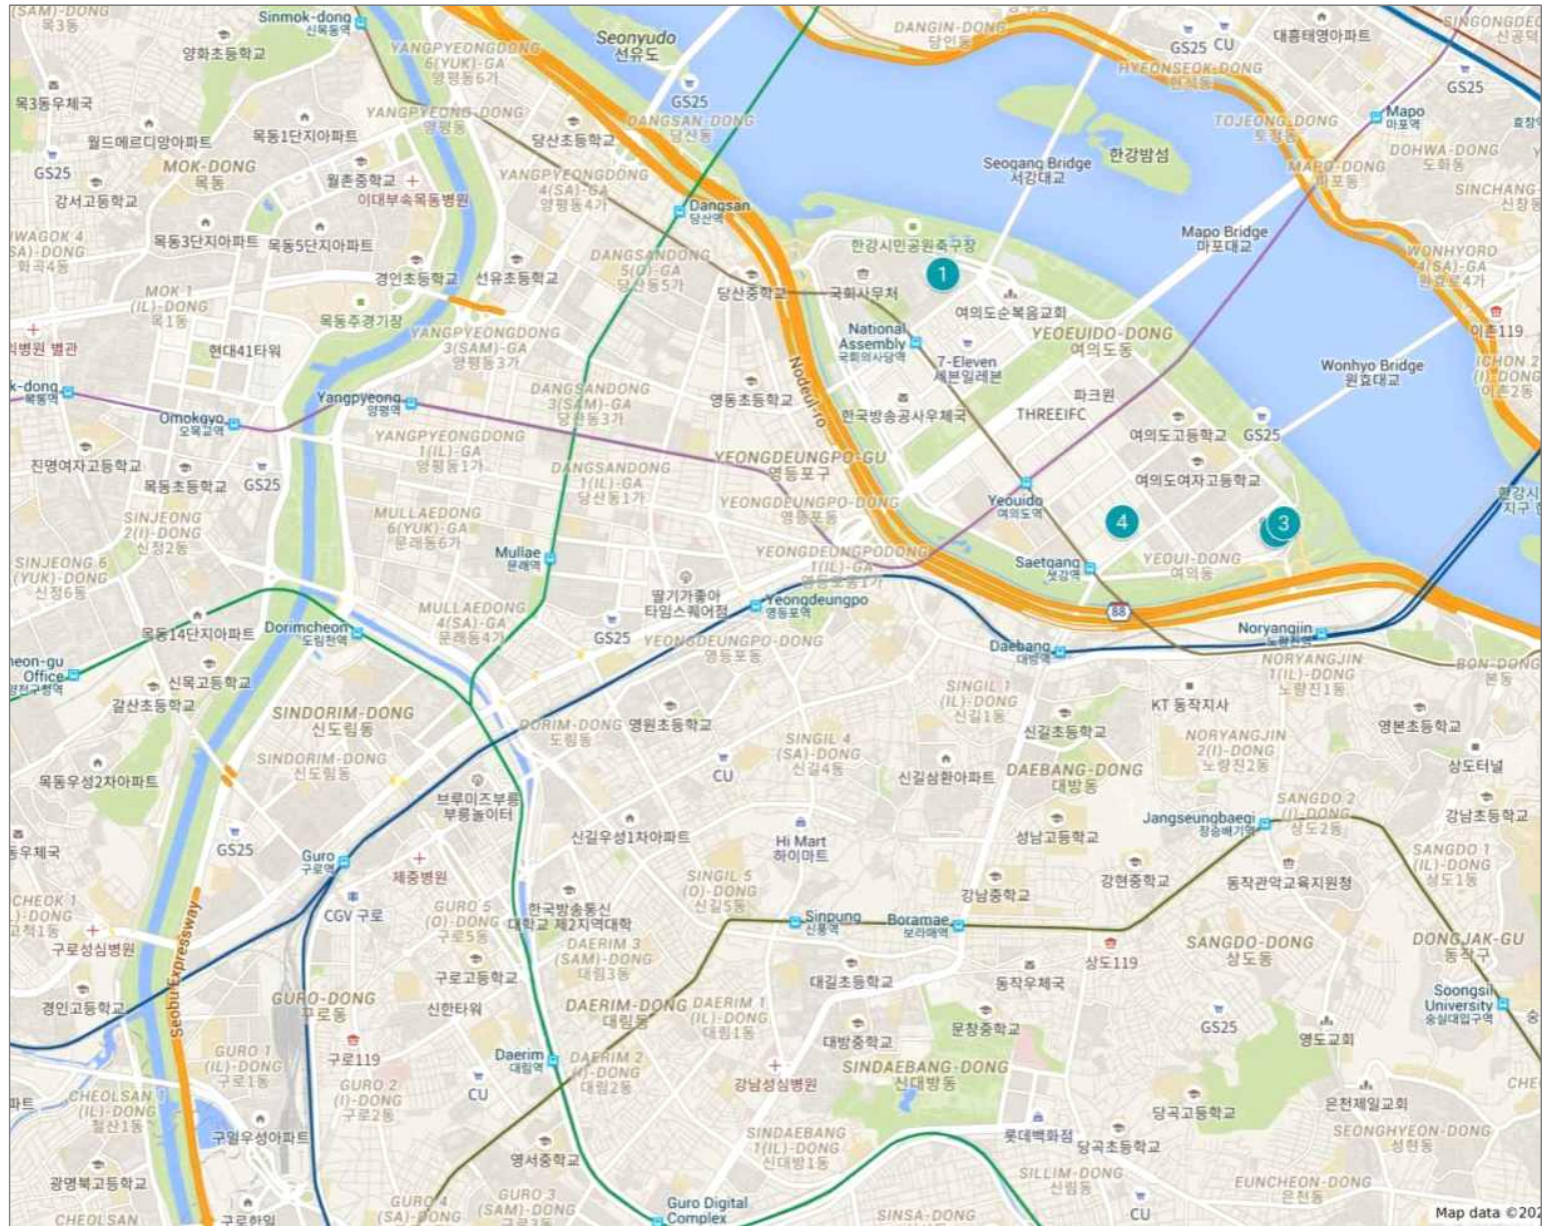 (SAM)-DONG
목3동
Sinmok-dong
신목동역
양화초등학교
YANGPYEONGDONG
6(YUK)-GA
양평동6가
Seonyudo
선유도
DANGIN-DONG
당인동
GS25
CU
대흥태영아파트
HYEONSEOK-DONG
현석동
GS25
목3동우체국
월드메르디앙아파트
목동1단지아파트
YANGPYEONG-DONG
양평동
당산초등학교
GS25
DANGSAN-DONG
당산동
한강밤섬
TOJEONG-DONG
토정동
Mapo
마포역
DOHWA-DONG
도화동
GS25
MOK-DONG
목동
월촌중학교
이대부속목동병원
강서고등학교
YANGPYEONGDONG
4(SA)-GA
양평동4가
Seogang Bridge
서강대교
MAPO-DONG
마포동
목동3단지아파트
목동5단지아파트
Dangsan
당산역
한강시민공원축구장
Mapo Bridge
마포대교
경인초등학교
선유초등학교
DANGSANDONG
5(O)-GA
당산동5가
당산중학교
국회사무처
1
여의도순복음교회
WONHYORO
4(SA)-GA
원효로4가
이촌119
MOK 1
(IL)-DONG
목1동
목동주경기장
YANGPYEONGDONG
3(SAM)-GA
양평동3가
현대41타워
National
Assembly
국회의사당역
YEOEUIDO-DONG
여의도동
7-Eleven
세븐일레븐
Wonhyo Bridge
원효대교
Nodeul-ro
Omokgyo
오목교역
Yangpyeong
양평역
DANGSANDONG
3(SAM)-GA
당산동3가
영동초등학교
한국방송공사우체국
파크원
THREEIFC
여의도고등학교
GS25
진명여자고등학교
목동초등학교
GS25
YANGPYEONGDONG
1(IL)-GA
양평동1가
DANGSANDONG
1(IL)-GA
당산동1가
YEONGDEUNGPO-GU
영등포구
YEONGDEUNGPO-DONG
영등포동
Yeouido
여의도역
여의도여자고등학교
SINJEONG
2(I)-DONG
신정2동
MULLAEDONG
6(YUK)-GA
문래동6가
4
3
SINJEONG 6
(YUK)-DONG
신정6동
Mullae
문래역
YEONGDEUNGPODONG
1(IL)-GA
영등포동1가
Saetgang
샛강역
YEOUI-DONG
여의동
딸기가좋아
타임스퀘어점
Yeongdeungpo
영등포역
88
목동14단지아파트
Dorimcheon
도림천역
MULLAEDONG
4(SA)-GA
문래동4가
GS25
YEONGDEUNGPO-DONG
영등포동
Daebang
대방역
Noryangjin
노량진역
Office
신목고등학교
갈산초등학교
NORYANGJIN
1(IL)-DONG
노량진1동
BON-DONG
본동
SINDORIM-DONG
신도림동
DORIM-DONG
도림동
영원초등학교
SINGIL 1
(IL)-DONG
신길1동
KT 동작지사
신길초등학교
영본초등학교
SINDORIM-DONG
신도림동
목동우성2차아파트
CU
SINGIL 4
(SA)-DONG
신길4동
신길삼환아파트
DAEBANG-DONG
대방동
NORYANGJIN
2(I)-DONG
노량진2동
상도터널
브루미즈부릉
부릉놀이터
신길우성1차아파트
Hi Mart
하이마트
성남고등학교
Jangseungbaegi
장승배기역
SANGDO 2
(I)-DONG
상도2동
강남초등학교
GS25
Guro
구로역
제중병원
SINGIL 5
(O)-DONG
신길5동
강남중학교
강현중학교
동작관악교육지원청
SANGDO 1
(IL)-DONG
상도1동
CGV 구로
GURO 5
(O)-DONG
구로5동
한국방송통신
대학교 제2지역대학
Sinpung
신풍역
Boramae
보라매역
구로성심병원
Seobu Expressway
DAERIM 3
(SAM)-DONG
대림3동
구로고등학교
상도119
SANGDO-DONG
상도동
DONGJAK-GU
동작구
경인고등학교
GURO-DONG
구로동
신한타워
DAERIM-DONG
대림동
DAERIM 1
(IL)-DONG
대림1동
대길초등학교
동작우체국
Soongsil
University
숭실대입구역
구로119
대방중학교
문창중학교
GS25
영도교회
GURO 1
(IL)-DONG
구로1동
GURO 2
(I)-DONG
구로2동
Daerim
대림역
DAERIM 2
(I)-DONG
대림2동
CU
강남성심병원
SINDAEBANG-DONG
신대방동
당곡고등학교
은천제일교회
CHEOLSAN 1
(IL)-DONG
철산1동
구일우성아파트
영서중학교
SINDAEBANG
1(IL)-DONG
신대방1동
롯데백화점
당곡초등학교
SEONGHYEON-DONG
성현동
광명북고등학교
SILLIM-DONG
신림동
EUNCHEON-DONG
은천동
CHEOLSAN
구로한일
GURO 4
(SA)-DONG
GURO 3
(SAM)-DONG
구로3동
Guro Digital
Complex
SINSA-DONG
CU
Map data ©202